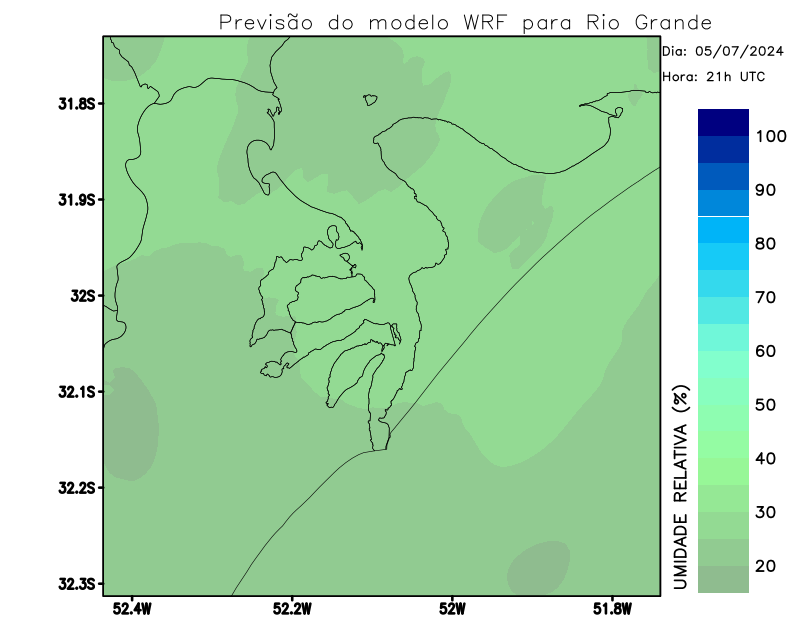 Previsão do modelo WRF para Rio Grande
Dia: 05/07/2024
Hora: 21h UTC
31.8S
31.9S
32S
32.1S
32.2S
32.3S
52.4W
52.2W
52W
51.8W
100
90
80
70
60
50
40
30
20
UMIDADE RELATIVA (%)